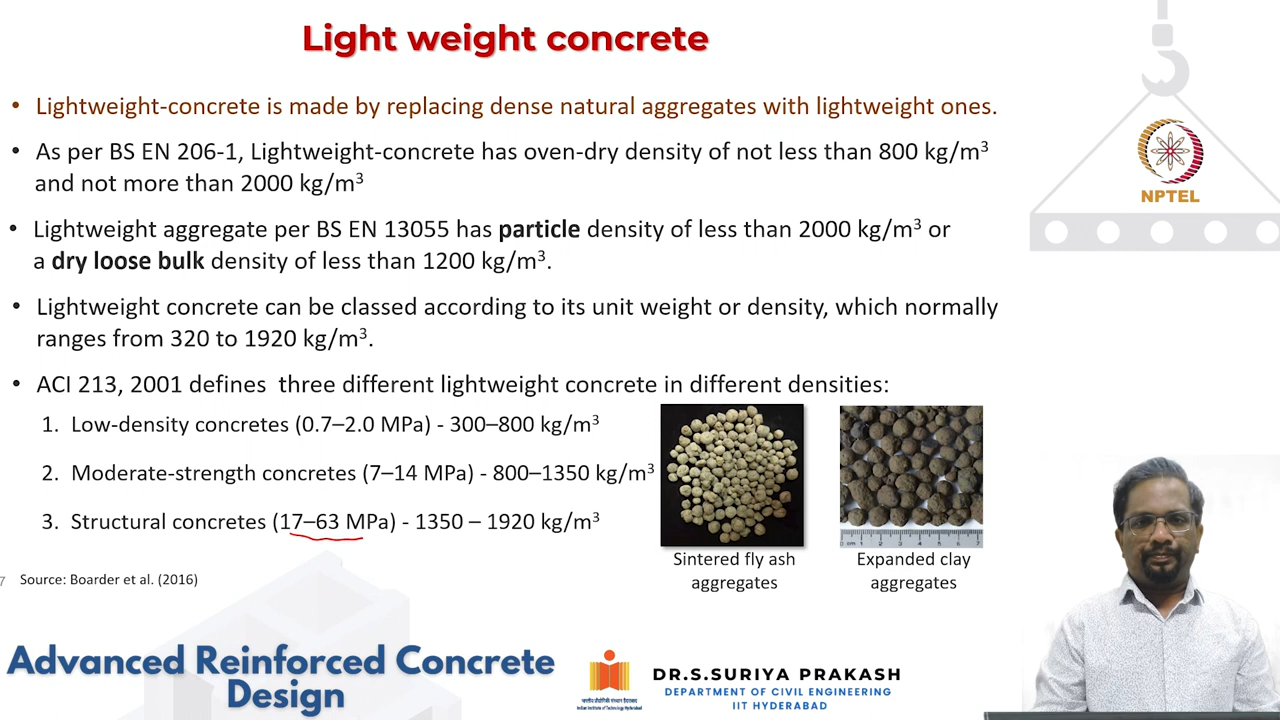 Light weight concrete
• Lightweight-concrete is made by replacing dense natural aggregates with lightweight ones.
• As per BS EN 206-1, Lightweight-concrete has oven-dry density of not less than 800 kg/m³
and not more than 2000 kg/m³
• Lightweight aggregate per BS EN 13055 has particle density of less than 2000 kg/m³ or
a dry loose bulk density of less than 1200 kg/m³.
• Lightweight concrete can be classed according to its unit weight or density, which normally
ranges from 320 to 1920 kg/m³.
• ACI 213, 2001 defines three different lightweight concrete in different densities:
1. Low-density concretes (0.7–2.0 MPa) - 300–800 kg/m³
2. Moderate-strength concretes (7–14 MPa) - 800–1350 kg/m³
3. Structural concretes (17–63 MPa) - 1350 – 1920 kg/m³
Sintered fly ash
aggregates
Expanded clay
aggregates
7 Source: Boarder et al. (2016)
NPTEL
Advanced Reinforced Concrete
Design
DR.S.SURIYA PRAKASH
DEPARTMENT OF CIVIL ENGINEERING
IIT HYDERABAD